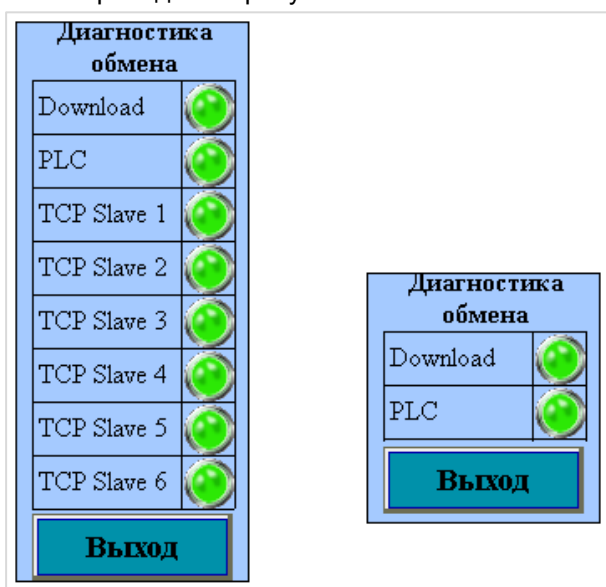 Диагностика
обмена
Download
PLC
TCP Slave 1
TCP Slave 2
TCP Slave 3
TCP Slave 4
TCP Slave 5
TCP Slave 6
Выход
Диагностика
обмена
Download
PLC
Выход